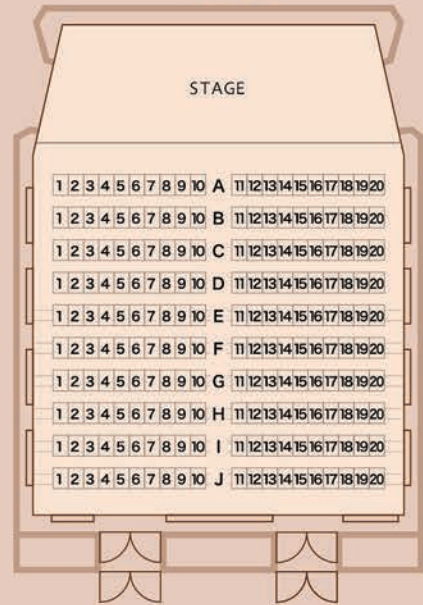 STAGE
1 2 3 4 5 6 7 8 9 10 A 11 12 13 14 15 16 17 18 19 20
1 2 3 4 5 6 7 8 9 10 B 11 12 13 14 15 16 17 18 19 20
1 2 3 4 5 6 7 8 9 10 C 11 12 13 14 15 16 17 18 19 20
1 2 3 4 5 6 7 8 9 10 D 11 12 13 14 15 16 17 18 19 20
1 2 3 4 5 6 7 8 9 10 E 11 12 13 14 15 16 17 18 19 20
1 2 3 4 5 6 7 8 9 10 F 11 12 13 14 15 16 17 18 19 20
1 2 3 4 5 6 7 8 9 10 G 11 12 13 14 15 16 17 18 19 20
1 2 3 4 5 6 7 8 9 10 H 11 12 13 14 15 16 17 18 19 20
1 2 3 4 5 6 7 8 9 10 I 11 12 13 14 15 16 17 18 19 20
1 2 3 4 5 6 7 8 9 10 J 11 12 13 14 15 16 17 18 19 20